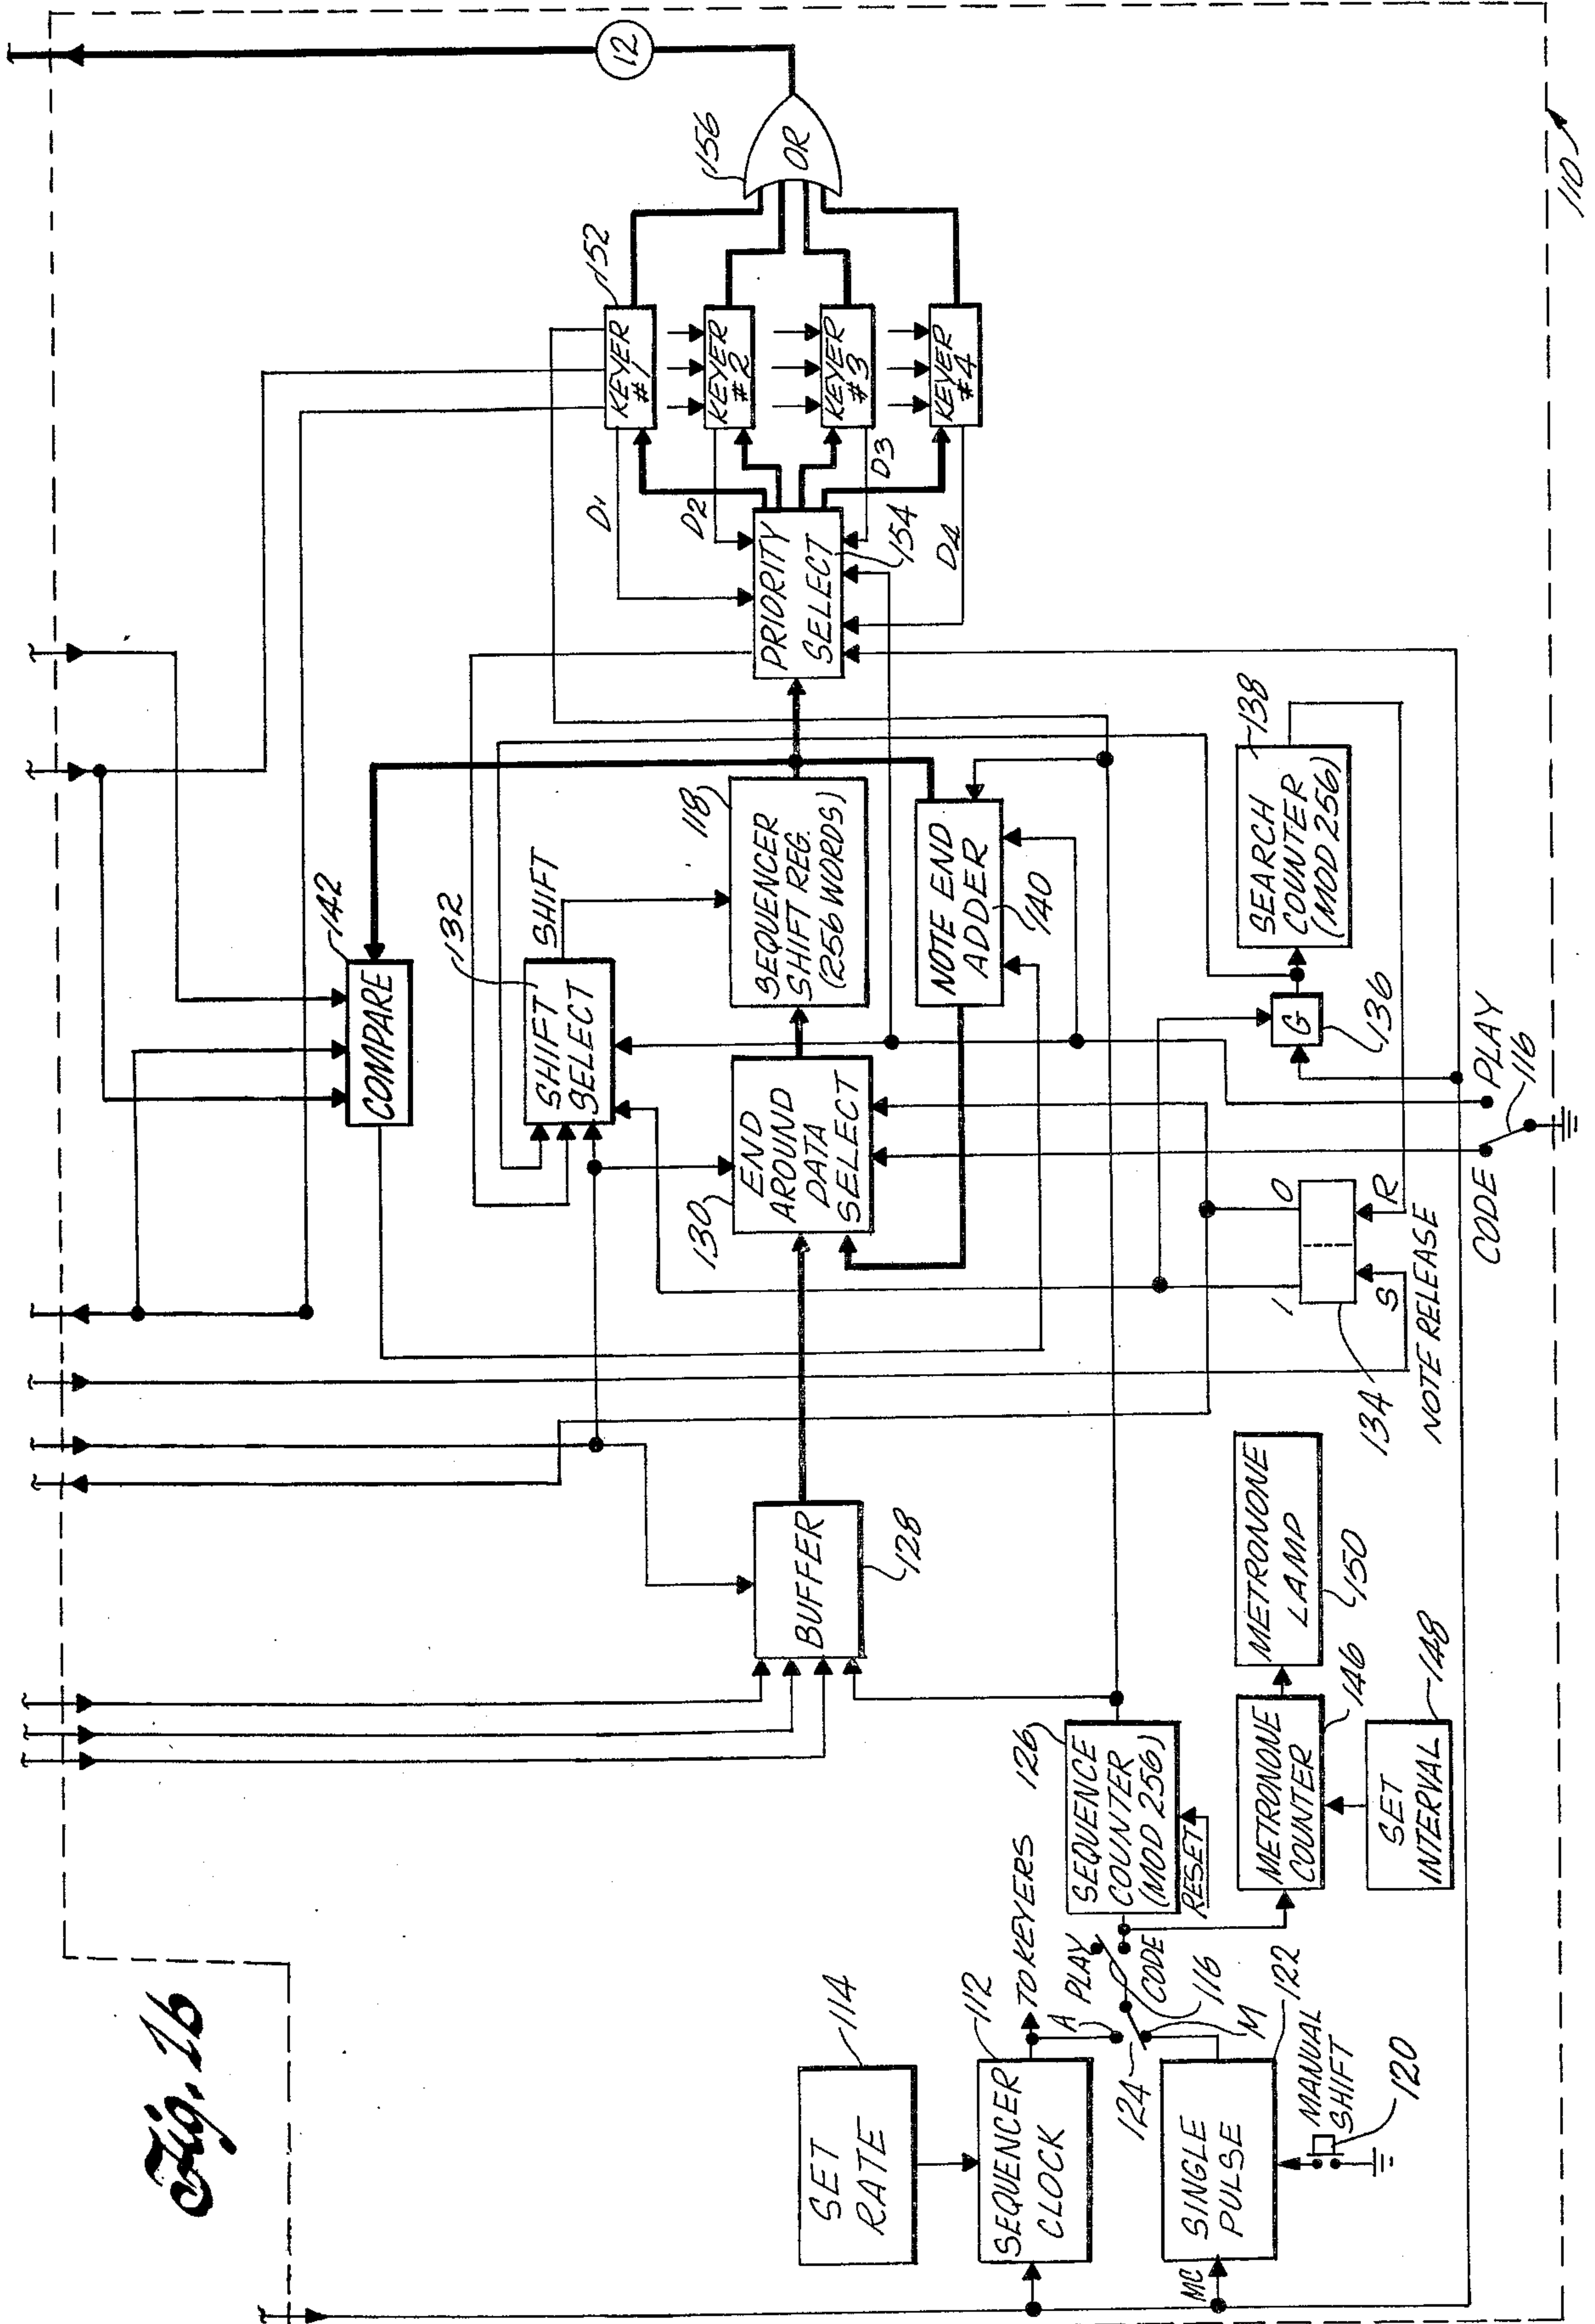 Fig. 1b
110
12
156
OR
152
KEYER
#1
KEYER
#2
KEYER
#3
KEYER
#4
D1
D2
D3
D4
PRIORITY
SELECT
154
142
COMPARE
132
SHIFT
SELECT
SHIFT
118
SEQUENCER
SHIFT REG.
(256 WORDS)
130
END
AROUND
DATA
SELECT
NOTE END
ADDER
140
138
SEARCH
COUNTER
(MOD 256)
G
136
PLAY
116
CODE
1
0
S
R
134
NOTE RELEASE
BUFFER
128
SET
RATE
114
SEQUENCER
CLOCK
112
TO KEYERS
A
PLAY
CODE
116
M
124
SINGLE
PULSE
122
MC
MANUAL
SHIFT
120
126
SEQUENCE
COUNTER
(MOD 256)
RESET
METRONONE
COUNTER
146
METRONONE
LAMP
150
SET
INTERVAL
148